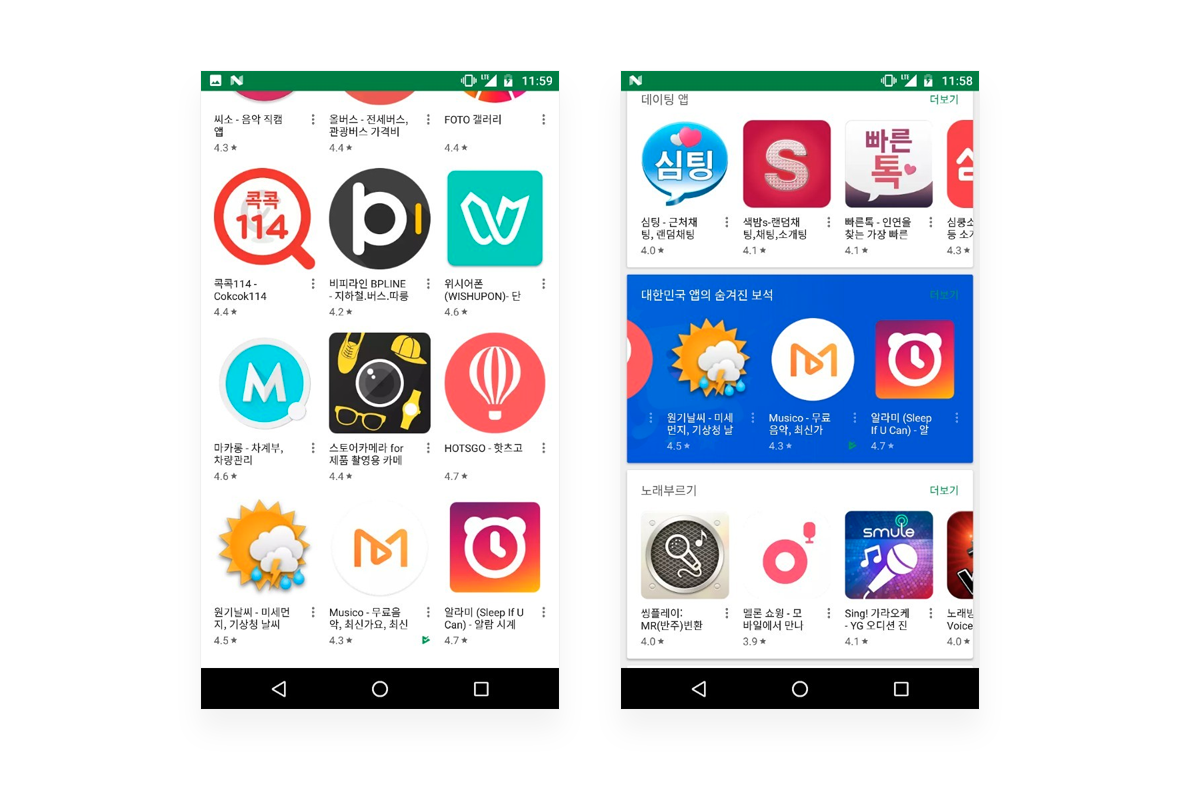 11:59
씨소 - 음악 직캠
앱
4.3★
올버스 - 전세버스,
관광버스 가격비
4.4★
FOTO 갤러리
4.4★
콕콕
114
콕콕114 -
Cokcok114
4.4★
비피라인 BPLINE
- 지하철.버스.따릉
4.2★
위시어폰
(WISHUPON)- 단
4.6★
M
마카롱 - 차계부,
차량관리
4.6★
스토어카메라 for
제품 촬영용 카메
4.4★
HOTSGO - 핫츠고
4.7★
원기날씨 - 미세먼
지, 기상청 날씨
4.5★
Musico - 무료음
악, 최신가요, 최신
4.3★
알라미 (Sleep If U
Can) - 알람 시계
4.7★
LTE
11:58
데이팅 앱
더보기
심팅
심팅 - 근처채
팅, 랜덤채팅
4.0★
S
색밤s-랜덤채
팅,채팅,소개팅
4.1★
빠른
톡
빠른톡 - 인연을
찾는 가장 빠른
4.1★
심쿵소
등 소개
4.3★
대한민국 앱의 숨겨진 보석
더보기
원기날씨 - 미세
먼지, 기상청 날
4.5★
Musico - 무료
음악, 최신가
4.3★
알라미 (Sleep
If U Can) - 알
4.7★
노래부르기
더보기
씽플레이:
MR(반주)변환
4.0★
멜론 쇼윙 - 모
바일에서 만나
3.9★
smule
Sing! 가라오케
- YG 오디션 진
4.1★
노래방
Voice
4.0★